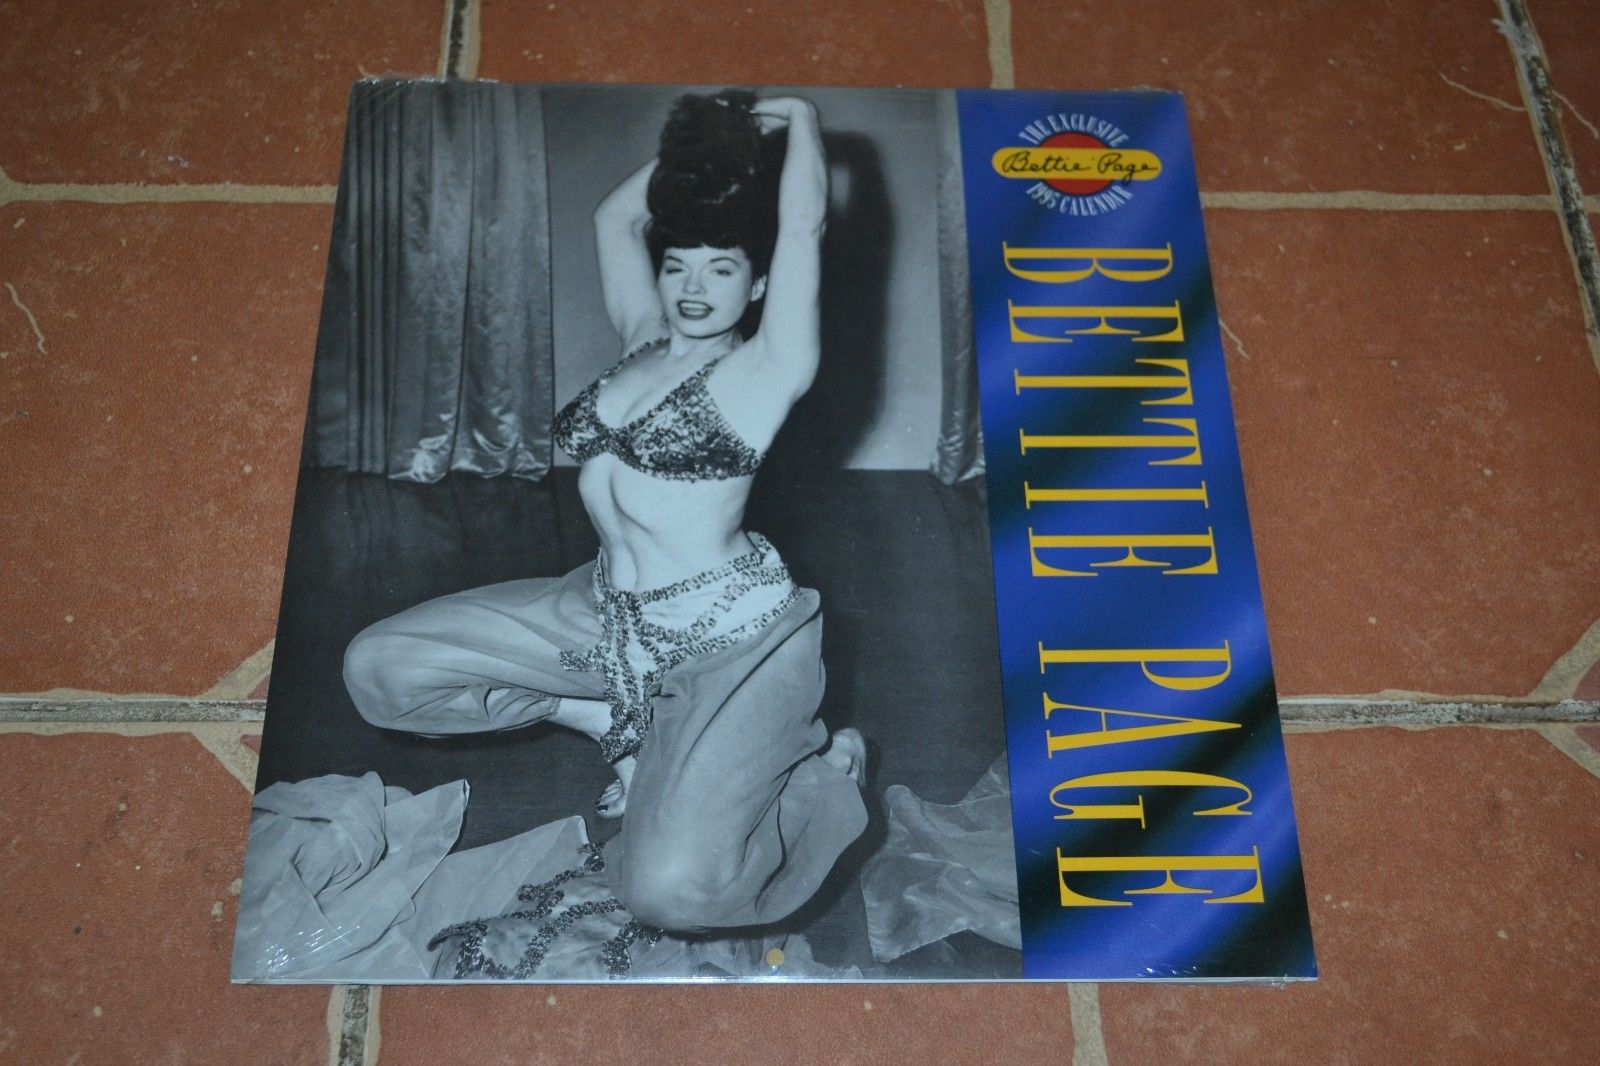 THE EXCLUSIVE
Bettie Page
1995 CALENDAR
BETTIE PAGE